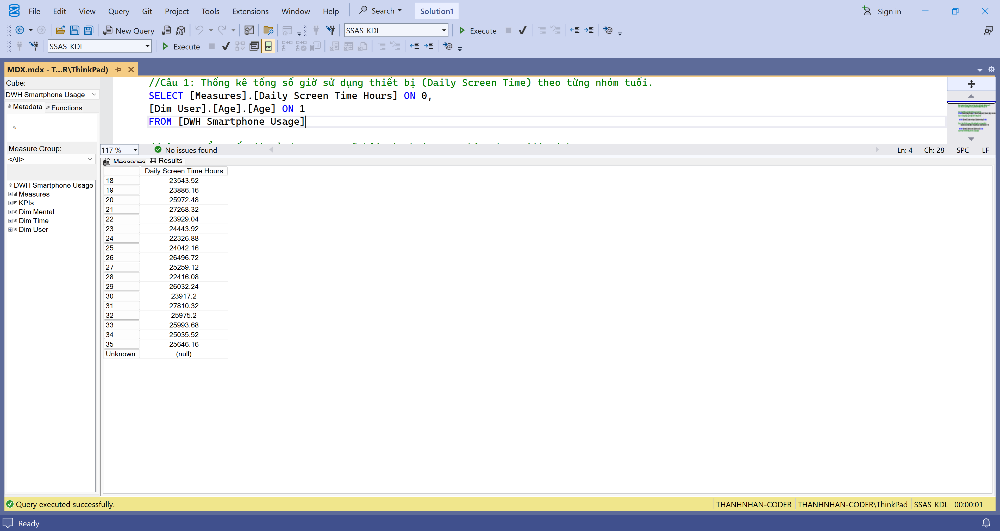 File Edit View Query Git Project Tools Extensions Window Help Search Solution1 Sign in
New Query DAX SSAS_KDL Execute
SSAS_KDL Execute
MDX.mdx - T...R\ThinkPad)
Cube:
DWH Smartphone Usage
Metadata Functions
Measure Group:
<All>
DWH Smartphone Usage
Measures
KPIs
Dim Mental
Dim Time
Dim User
//Câu 1: Thống kê tổng số giờ sử dụng thiết bị (Daily Screen Time) theo từng nhóm tuổi.
SELECT [Measures].[Daily Screen Time Hours] ON 0,
[Dim User].[Age].[Age] ON 1
FROM [DWH Smartphone Usage]
117 % No issues found Ln: 4 Ch: 28 SPC LF
Messages Results
Daily Screen Time Hours
18 23543.52
19 23886.16
20 25972.48
21 27268.32
22 23929.04
23 24443.92
24 22326.88
25 24042.16
26 26496.72
27 25259.12
28 22416.08
29 26032.24
30 23917.2
31 27810.32
32 25975.2
33 25993.68
34 25035.52
35 25646.16
Unknown (null)
Query executed successfully. THANHNHAN-CODER THANHNHAN-CODER\ThinkPad SSAS_KDL 00:00:01
Ready